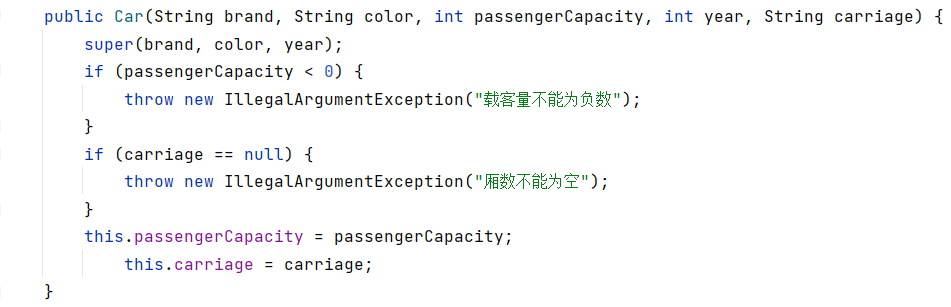 public Car(String brand, String color, int passengerCapacity, int year, String carriage) {
    super(brand, color, year);
    if (passengerCapacity < 0) {
        throw new IllegalArgumentException("载客量不能为负数");
    }
    if (carriage == null) {
        throw new IllegalArgumentException("厢数不能为空");
    }
    this.passengerCapacity = passengerCapacity;
        this.carriage = carriage;
}